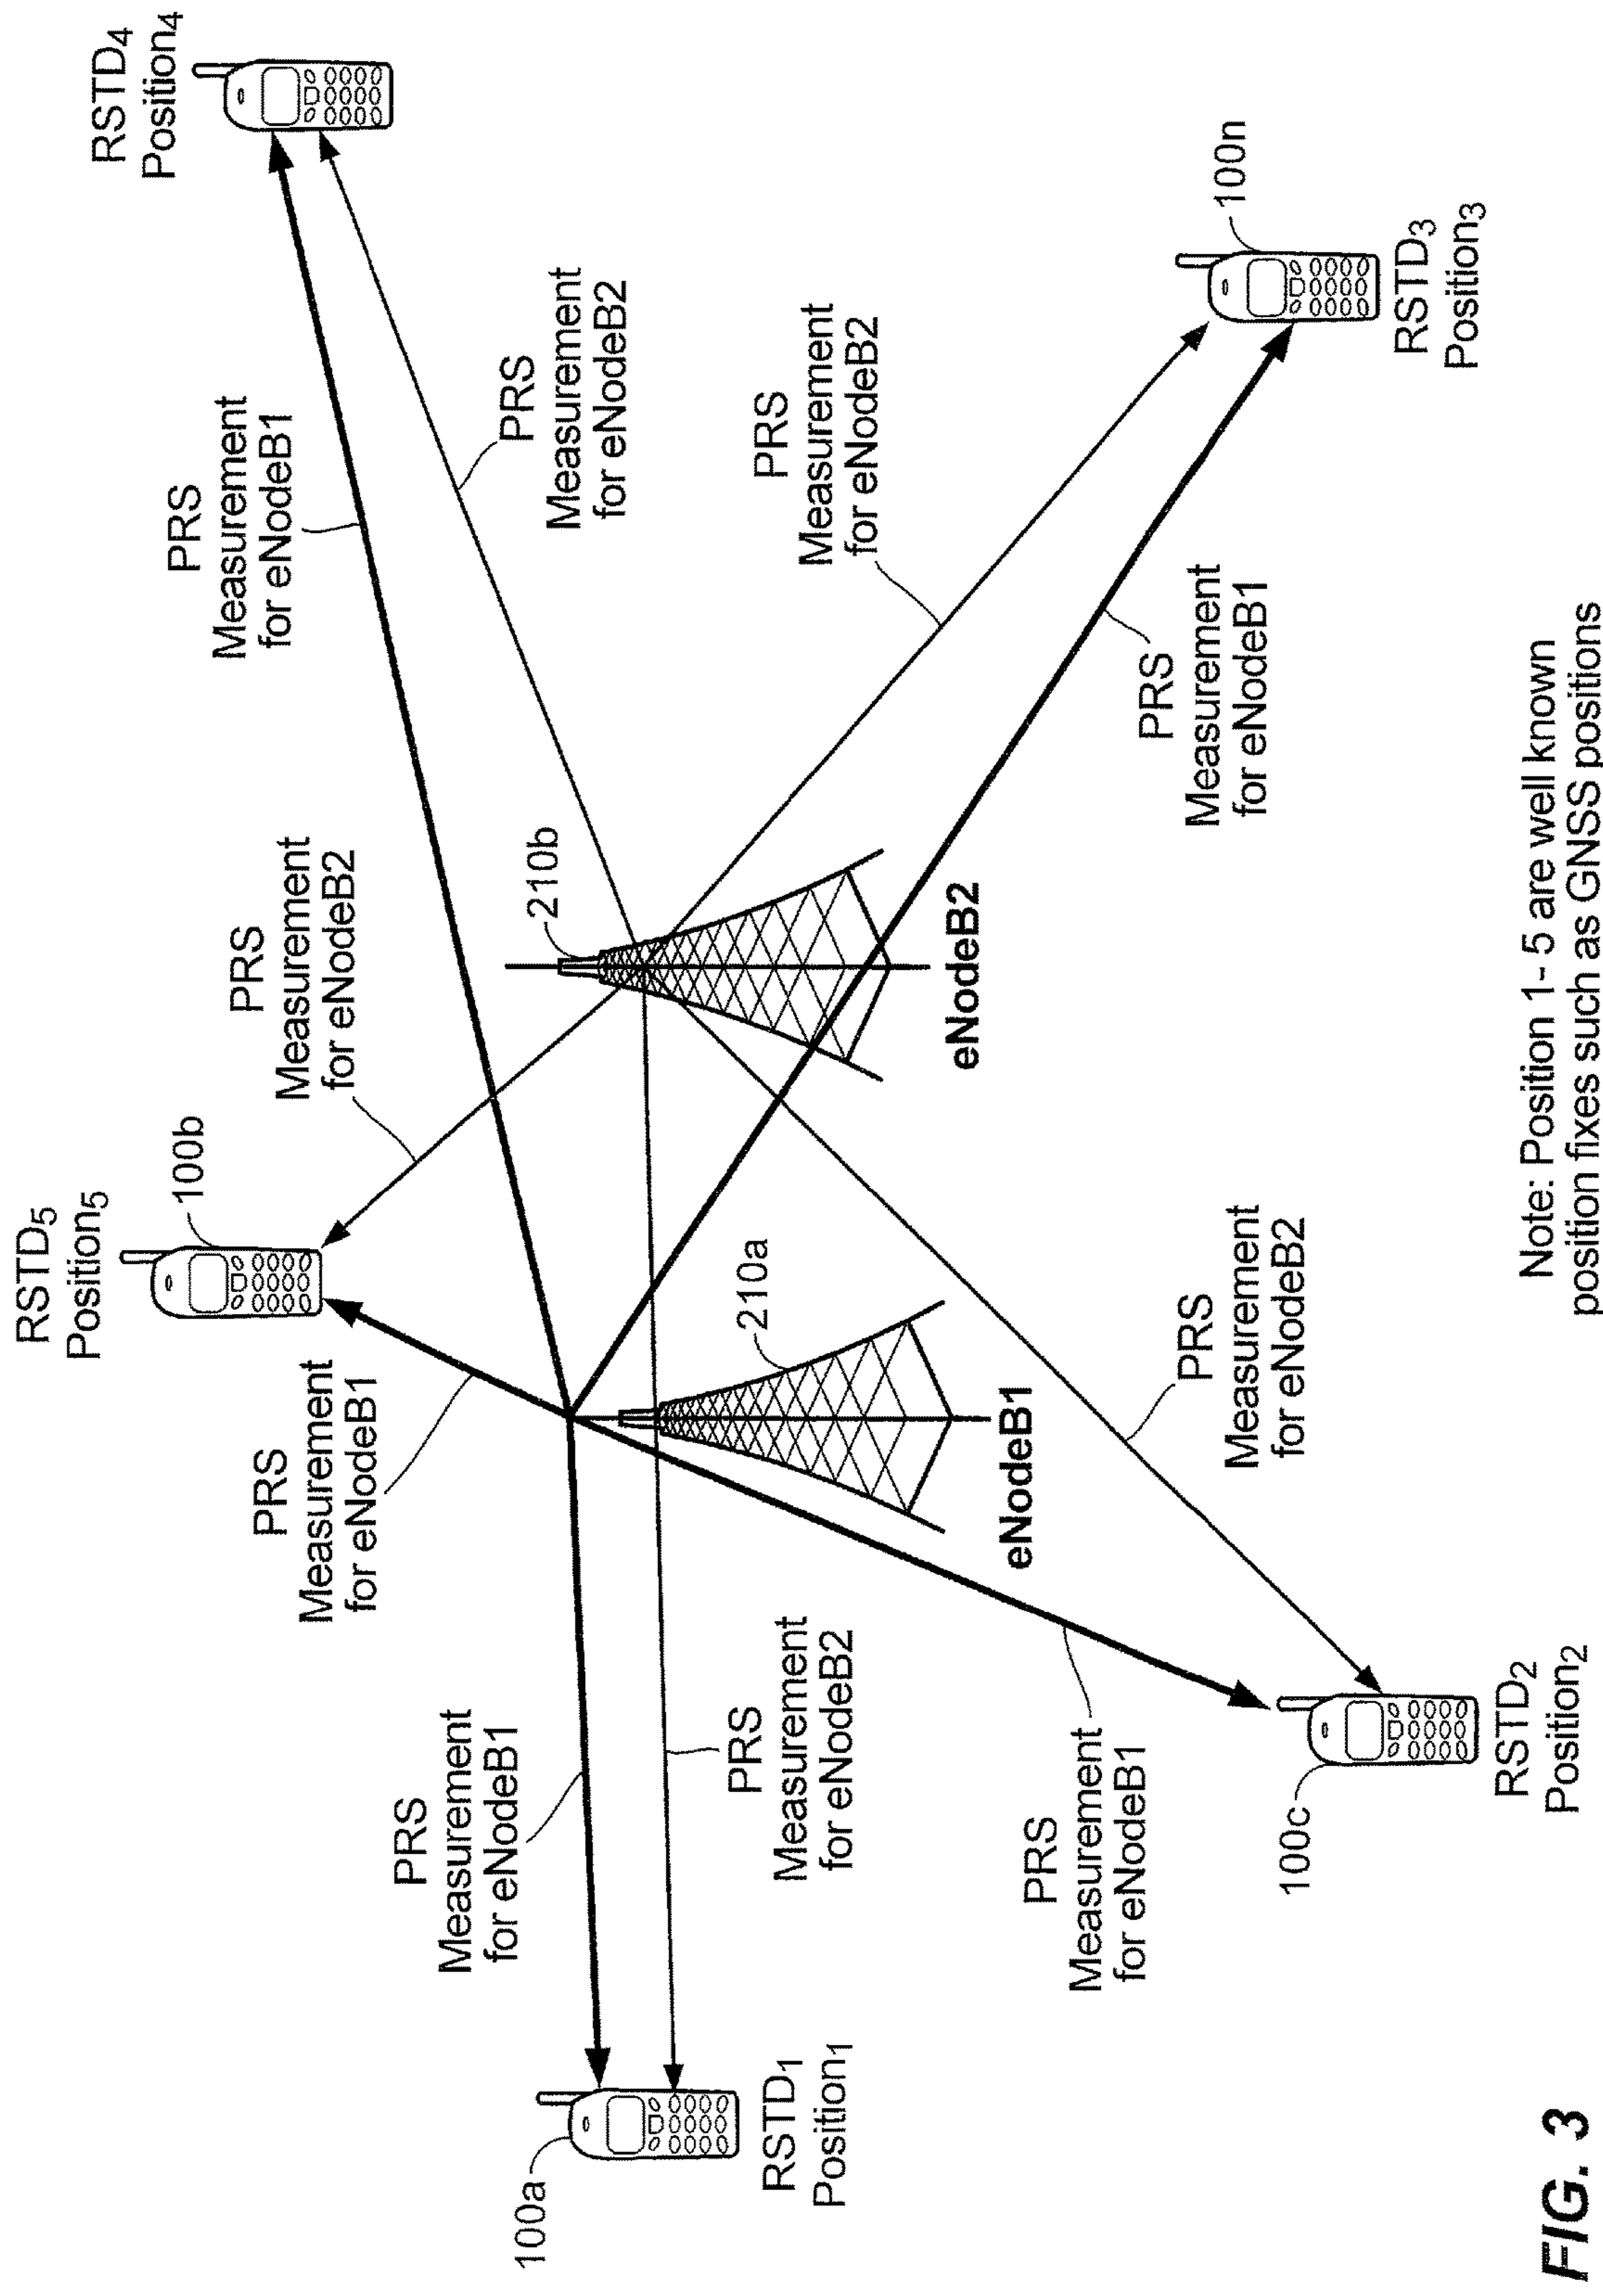 RSTD5
Position5
100b
RSTD4
Position4
PRS
Measurement
for eNodeB1
PRS
Measurement
for eNodeB2
PRS
Measurement
for eNodeB1
PRS
Measurement
for eNodeB2
PRS
Measurement
for eNodeB1
100a
RSTD1
Position1
PRS
Measurement
for eNodeB2
210a
eNodeB1
210b
eNodeB2
PRS
Measurement
for eNodeB2
PRS
Measurement
for eNodeB1
PRS
Measurement
for eNodeB1
PRS
Measurement
for eNodeB2
100c
RSTD2
Position2
100n
RSTD3
Position3
Note: Position 1- 5 are well known
position fixes such as GNSS positions
FIG. 3